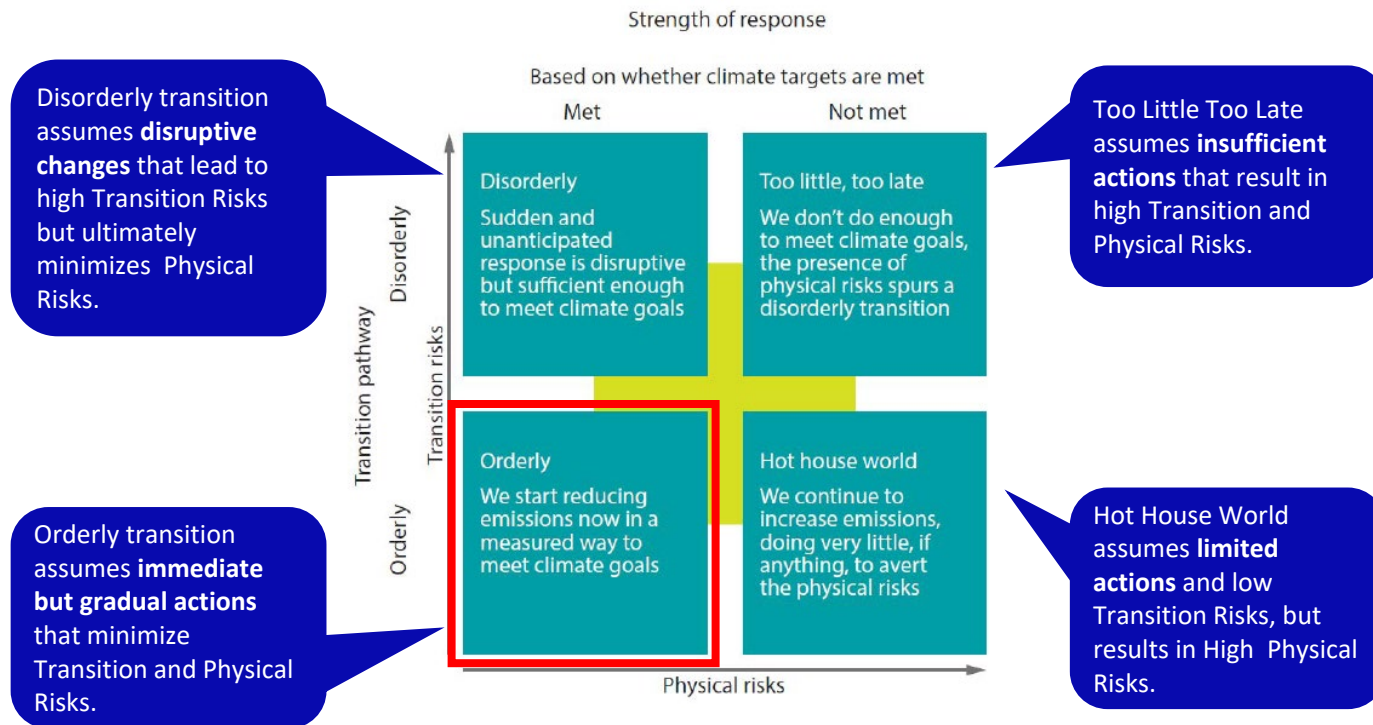 Strength of response
Based on whether climate targets are met
Met
Not met
Disorderly transition
assumes disruptive
changes that lead to
high Transition Risks
but ultimately
minimizes  Physical
Risks.
Transition pathway
Transition risks
Disorderly
Disorderly
Sudden and
unanticipated
response is disruptive
but sufficient enough
to meet climate goals
Too little, too late
We don't do enough
to meet climate goals,
the presence of
physical risks spurs a
disorderly transition
Too Little Too Late
assumes insufficient
actions that result in
high Transition and
Physical Risks.
Orderly transition
assumes immediate
but gradual actions
that minimize
Transition and Physical
Risks.
Orderly
Orderly
We start reducing
emissions now in a
measured way to
meet climate goals
Hot house world
We continue to
increase emissions,
doing very little, if
anything, to avert
the physical risks
Hot House World
assumes limited
actions and low
Transition Risks, but
results in High  Physical
Risks.
Physical risks